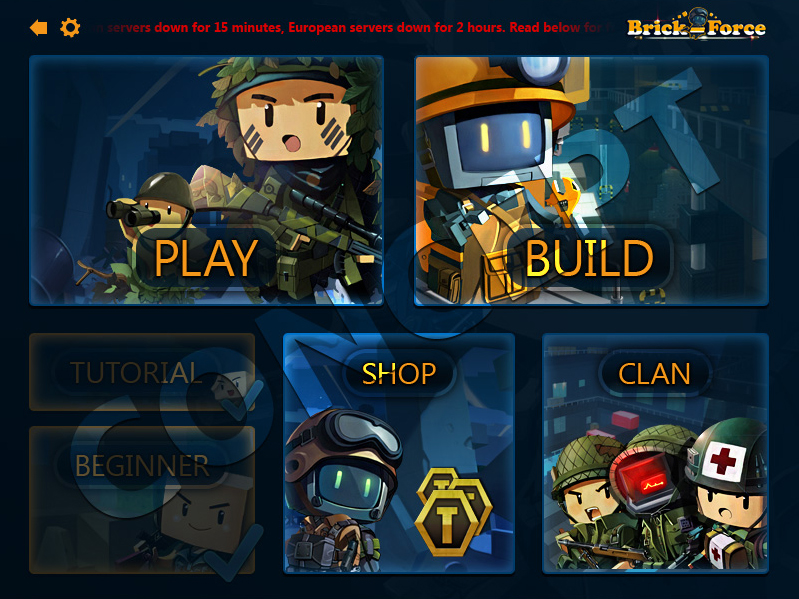 servers down for 15 minutes, European servers down for 2 hours. Read below for
Brick-Force
PLAY
BUILD
TUTORIAL
SHOP
CLAN
BEGINNER
CONCEPT
T